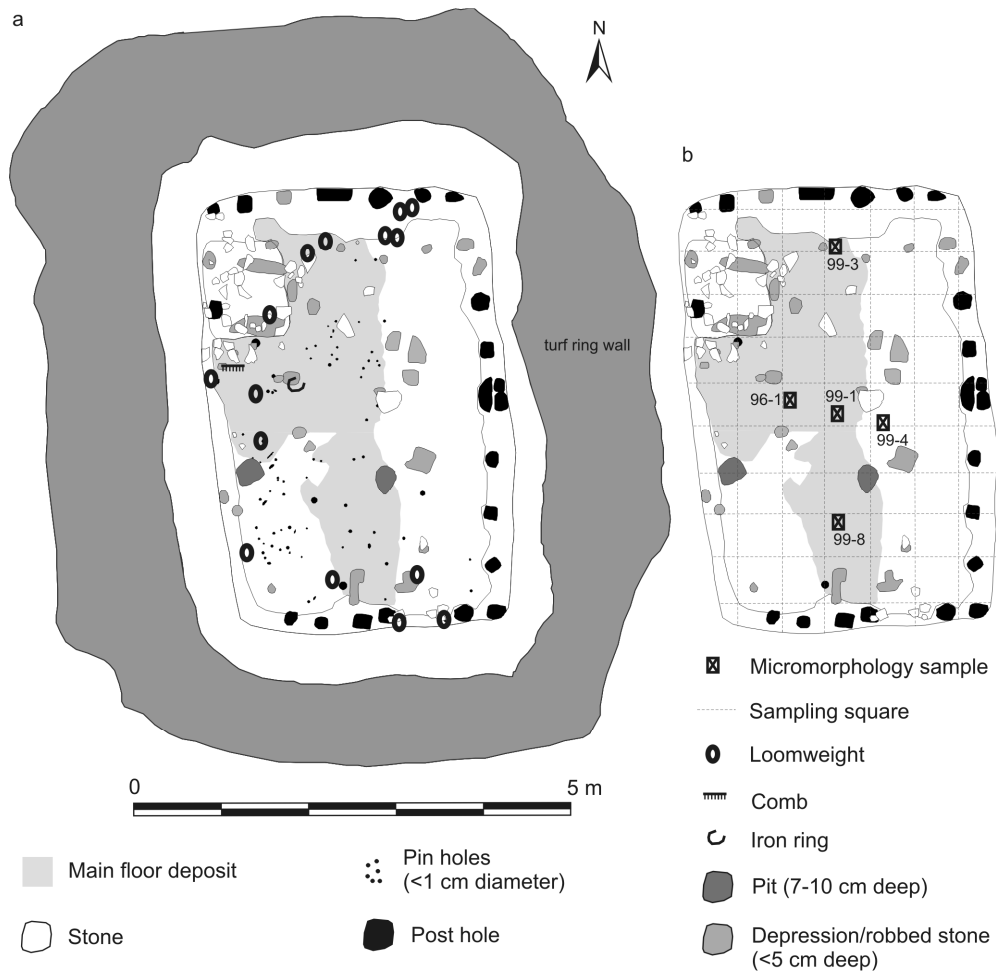 a
N
turf ring wall
b
99-3
96-1
99-1
99-4
99-8
0
5 m
Main floor deposit
Stone
Pin holes
(<1 cm diameter)
Post hole
Micromorphology sample
Sampling square
Loomweight
Comb
Iron ring
Pit (7-10 cm deep)
Depression/robbed stone
(<5 cm deep)